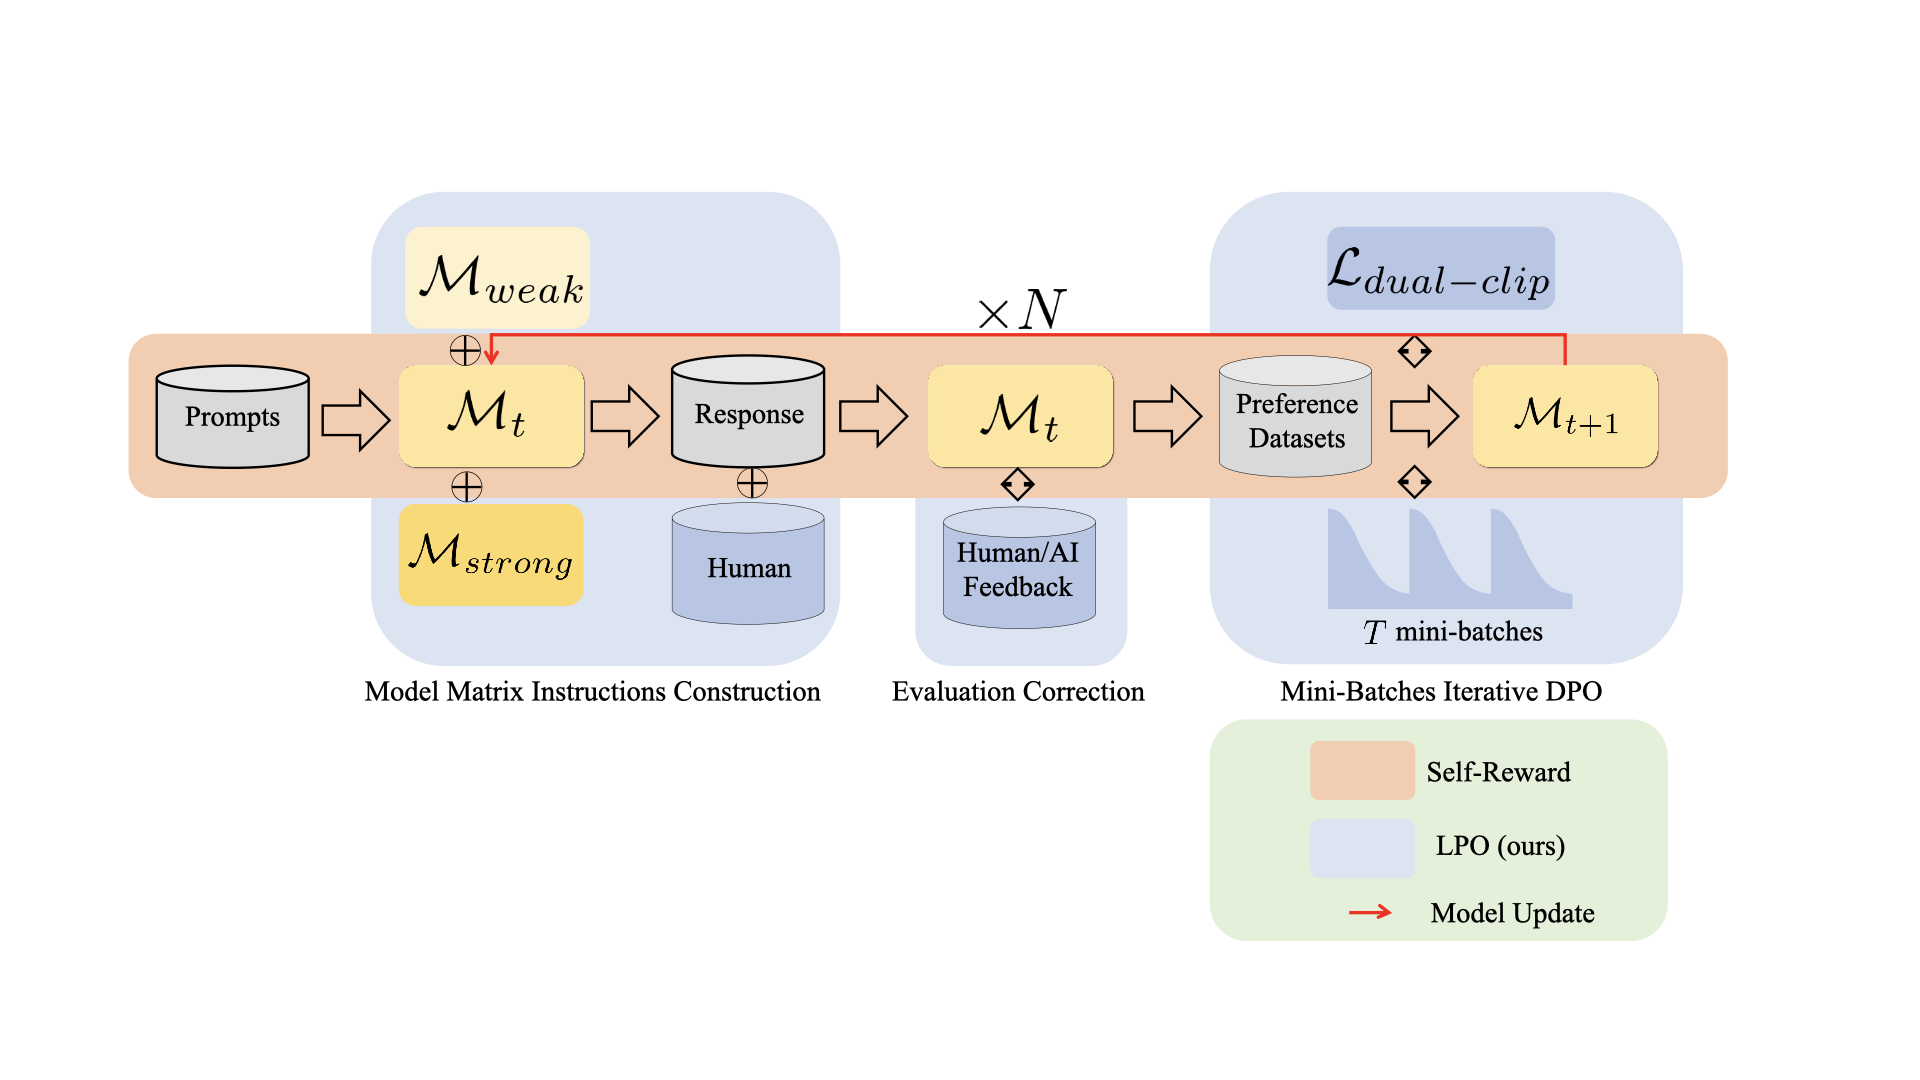 $\mathcal{M}_{weak}$
$\mathcal{L}_{dual-clip}$
$\times N$
Prompts
$\mathcal{M}_t$
Response
$\mathcal{M}_t$
Preference
Datasets
$\mathcal{M}_{t+1}$
$\mathcal{M}_{strong}$
Human
Human/AI
Feedback
$T$ mini-batches
Model Matrix Instructions Construction
Evaluation Correction
Mini-Batches Iterative DPO
Self-Reward
LPO (ours)
Model Update